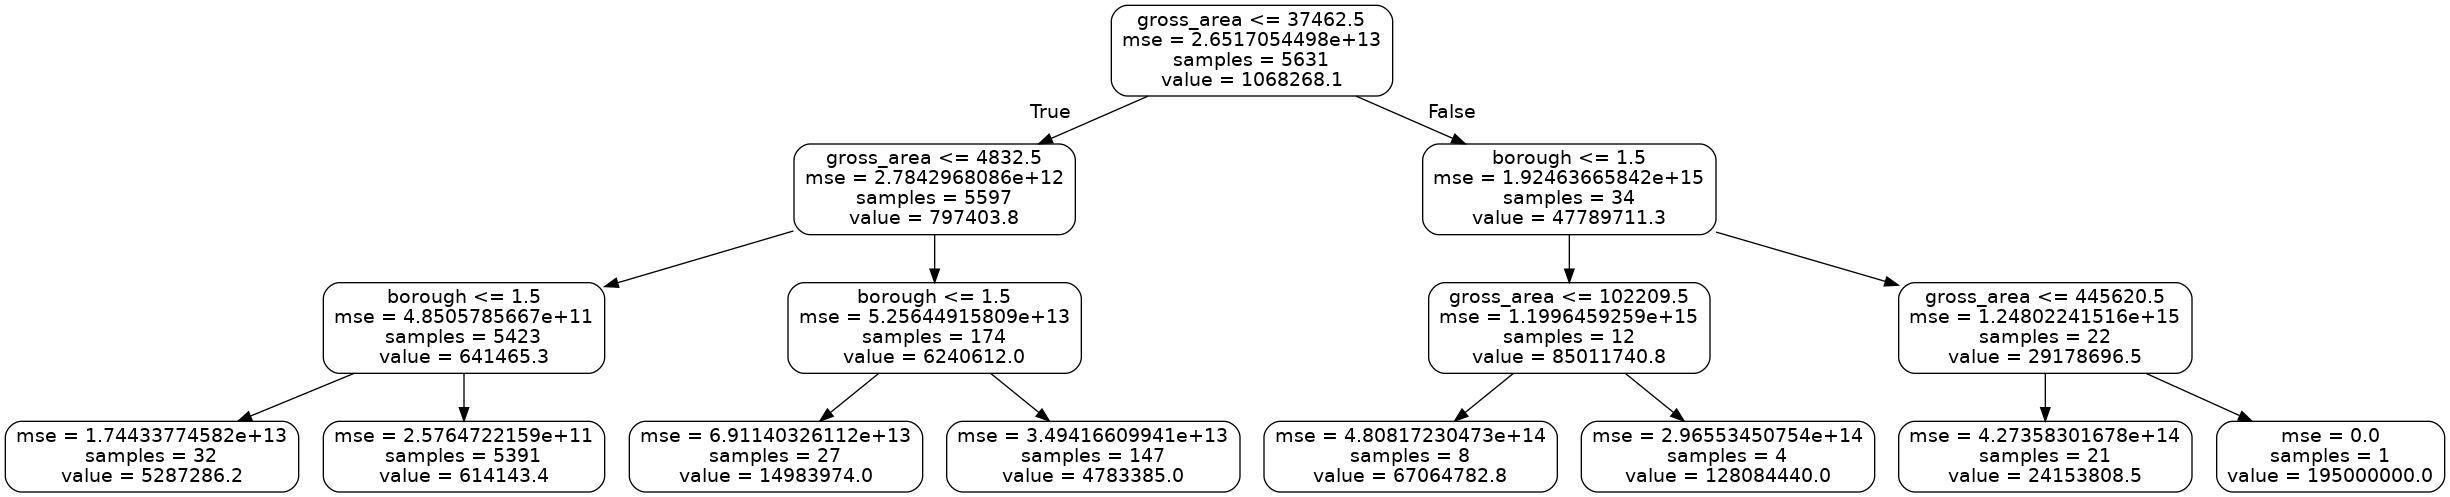 gross_area <= 37462.5
mse = 2.6517054498e+13
samples = 5631
value = 1068268.1
True
False
gross_area <= 4832.5
mse = 2.7842968086e+12
samples = 5597
value = 797403.8
borough <= 1.5
mse = 1.92463665842e+15
samples = 34
value = 47789711.3
borough <= 1.5
mse = 4.8505785667e+11
samples = 5423
value = 641465.3
borough <= 1.5
mse = 5.25644915809e+13
samples = 174
value = 6240612.0
gross_area <= 102209.5
mse = 1.1996459259e+15
samples = 12
value = 85011740.8
gross_area <= 445620.5
mse = 1.24802241516e+15
samples = 22
value = 29178696.5
mse = 1.74433774582e+13
samples = 32
value = 5287286.2
mse = 2.5764722159e+11
samples = 5391
value = 614143.4
mse = 6.91140326112e+13
samples = 27
value = 14983974.0
mse = 3.49416609941e+13
samples = 147
value = 4783385.0
mse = 4.80817230473e+14
samples = 8
value = 67064782.8
mse = 2.96553450754e+14
samples = 4
value = 128084440.0
mse = 4.27358301678e+14
samples = 21
value = 24153808.5
mse = 0.0
samples = 1
value = 195000000.0